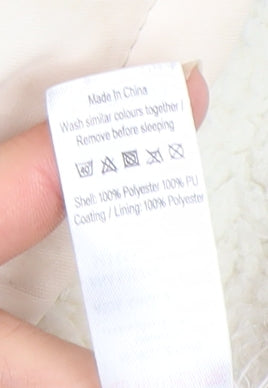 Made In China
Wash similar colours together /
Remove before sleeping
Shell: 100% Polyester 100% PU
Coating / Lining: 100% Polyester